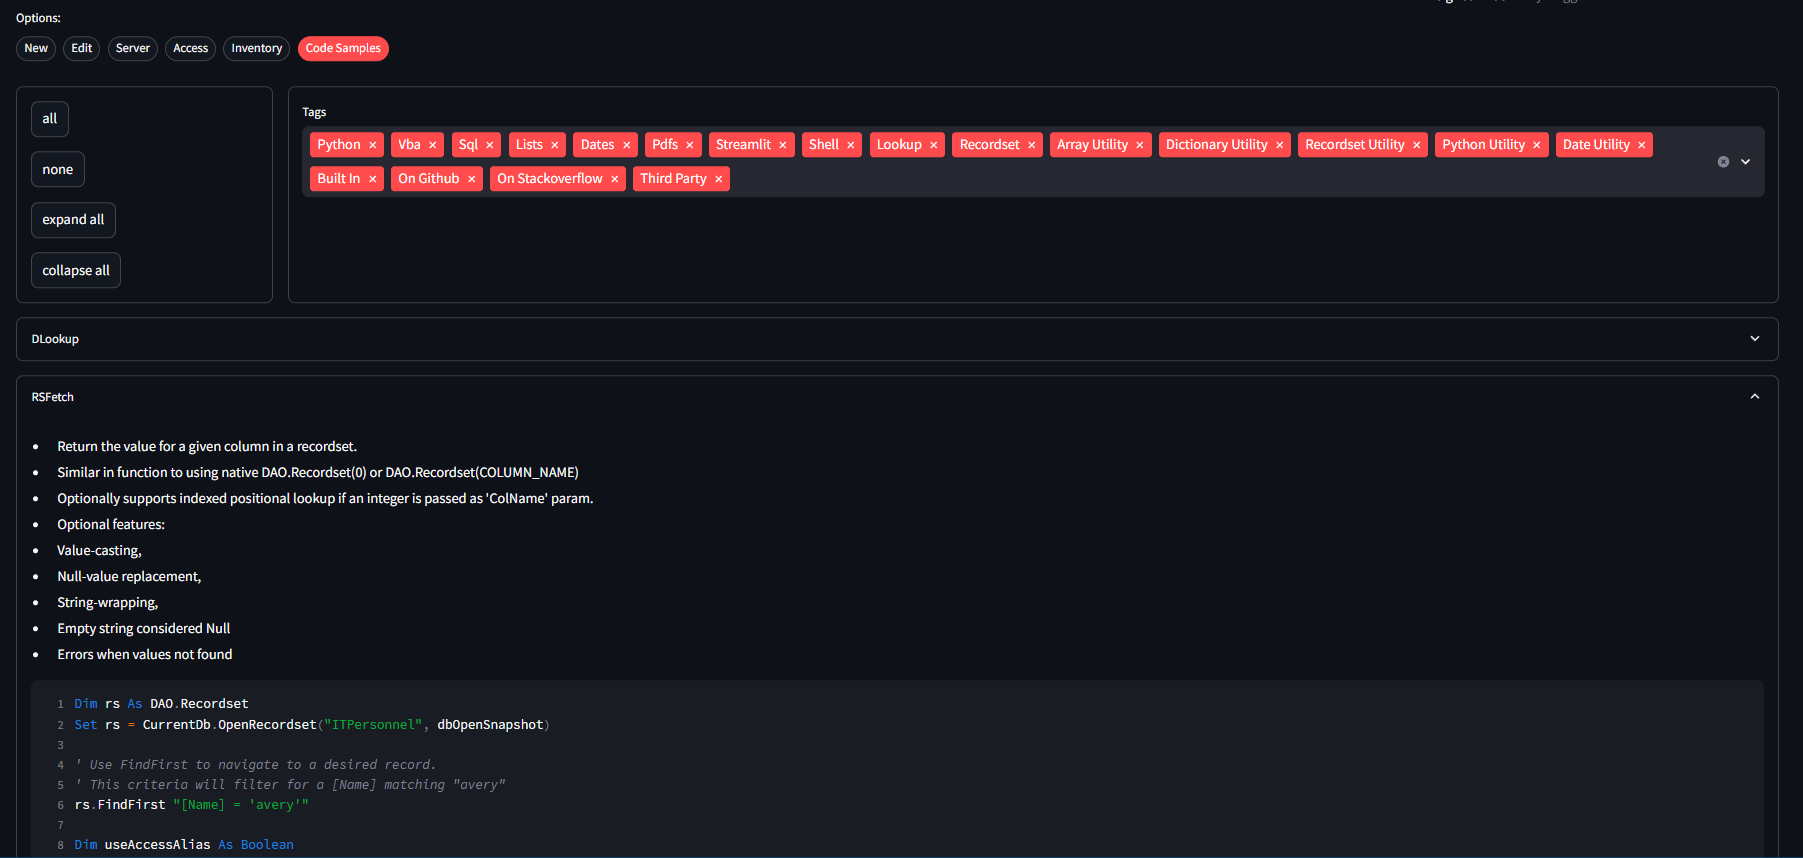 Options:
New Edit Server Access Inventory Code Samples
all
none
expand all
collapse all
Tags
Python × Vba × Sql × Lists × Dates × Pdfs × Streamlit × Shell × Lookup × Recordset × Array Utility × Dictionary Utility × Recordset Utility × Python Utility × Date Utility ×
Built In × On Github × On Stackoverflow × Third Party ×
DLookup
RSFetch
• Return the value for a given column in a recordset.
• Similar in function to using native DAO.Recordset(0) or DAO.Recordset(COLUMN_NAME)
• Optionally supports indexed positional lookup if an integer is passed as 'ColName' param.
• Optional features:
• Value-casting,
• Null-value replacement,
• String-wrapping,
• Empty string considered Null
• Errors when values not found
1 Dim rs As DAO.Recordset
2 Set rs = CurrentDb.OpenRecordset("ITPersonnel", dbOpenSnapshot)
3
4 ' Use FindFirst to navigate to a desired record.
5 ' This criteria will filter for a [Name] matching "avery"
6 rs.FindFirst "[Name] = 'avery'"
7
8 Dim useAccessAlias As Boolean